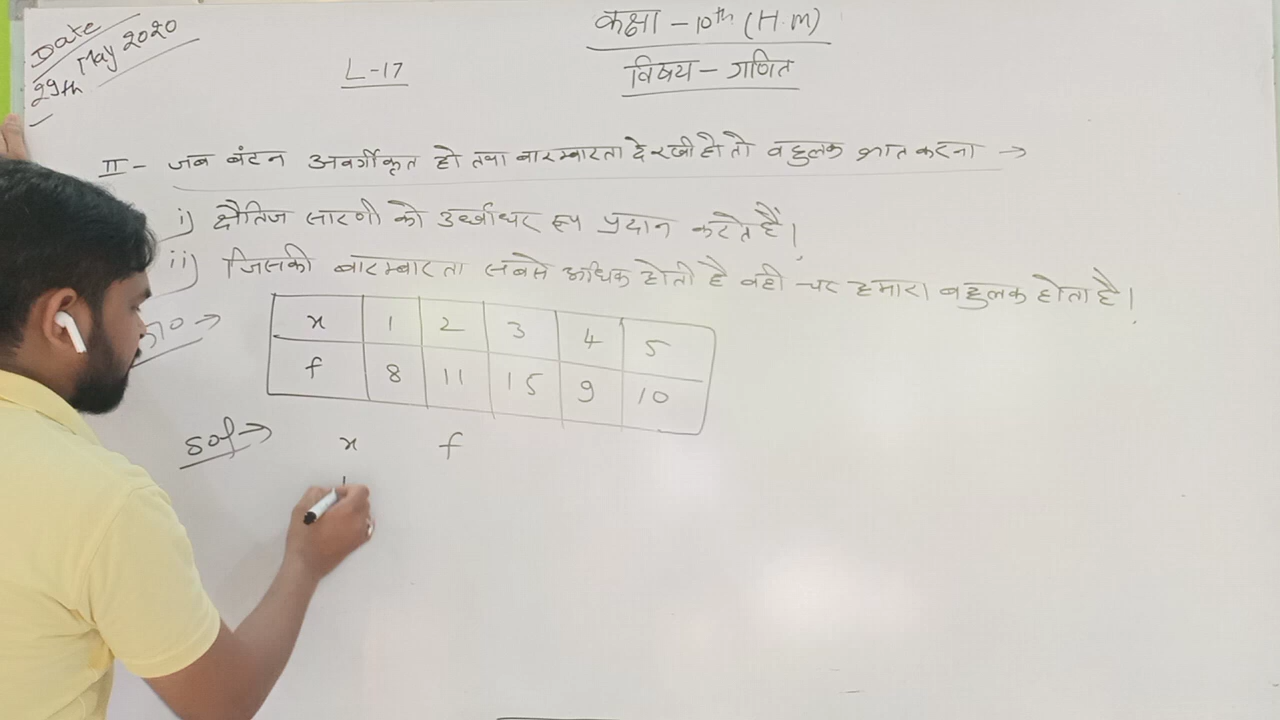 Date
29th May 2020
कक्षा - 10th (H.M)
L-17
विषय - गणित
II - जब बंटन अवर्गीकृत हो तथा बारम्बारता दे रखी हो तो बहुलक ज्ञात करना →
i) क्षैतिज सारणी को उर्ध्वाधर रूप प्रदान करते हैं।
ii) जिसकी बारम्बारता सबसे अधिक होती है वही चर हमारा बहुलक होता है।
x 1 2 3 4 5
f 8 11 15 9 10
Sol→ x f
1